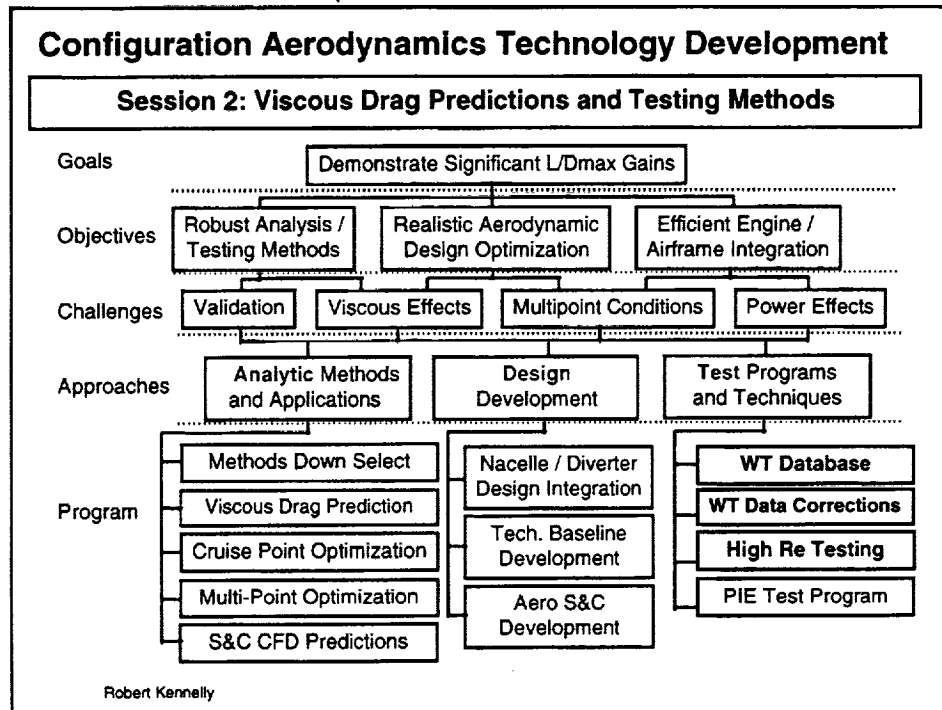 Configuration Aerodynamics Technology Development
Session 2: Viscous Drag Predictions and Testing Methods
Goals
Demonstrate Significant L/Dmax Gains
Objectives
Robust Analysis /
Testing Methods
Realistic Aerodynamic
Design Optimization
Efficient Engine /
Airframe Integration
Challenges
Validation
Viscous Effects
Multipoint Conditions
Power Effects
Approaches
Analytic Methods
and Applications
Design
Development
Test Programs
and Techniques
Program
Methods Down Select
Viscous Drag Prediction
Cruise Point Optimization
Multi-Point Optimization
S&C CFD Predictions
Nacelle / Diverter
Design Integration
Tech. Baseline
Development
Aero S&C
Development
WT Database
WT Data Corrections
High Re Testing
PIE Test Program
Robert Kennelly